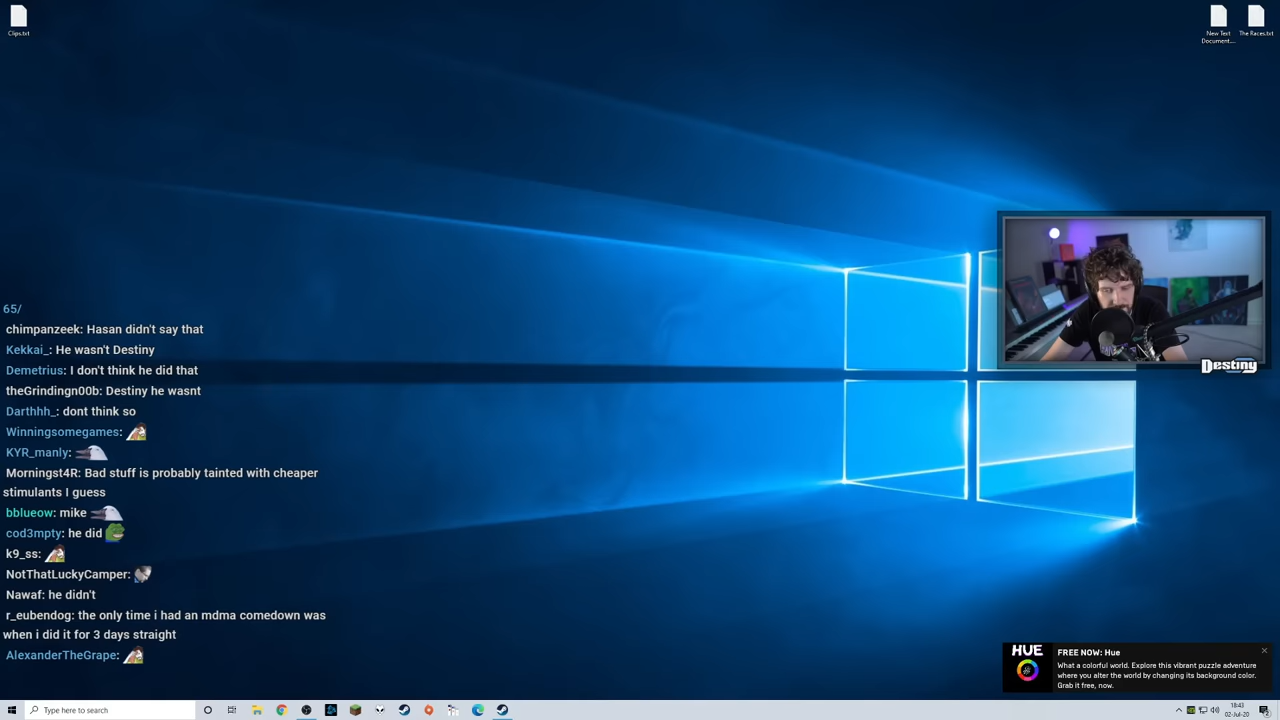 Clips.txt
New Text
Document....
The Races.txt
Destiny
65/
chimpanzeek: Hasan didn't say that
Kekkai_: He wasn't Destiny
Demetrius: I don't think he did that
theGrindingn00b: Destiny he wasnt
Darthhh_: dont think so
Winningsomegames:
KYR_manly:
Morningst4R: Bad stuff is probably tainted with cheaper
stimulants I guess
bblueow: mike
cod3mpty: he did
k9_ss:
NotThatLuckyCamper:
Nawaf: he didn't
r_eubendog: the only time i had an mdma comedown was
when i did it for 3 days straight
AlexanderTheGrape:
HUE
FREE NOW: Hue
What a colorful world. Explore this vibrant puzzle adventure
where you alter the world by changing its background color.
Grab it free, now.
Type here to search
18:43
02-Jul-20